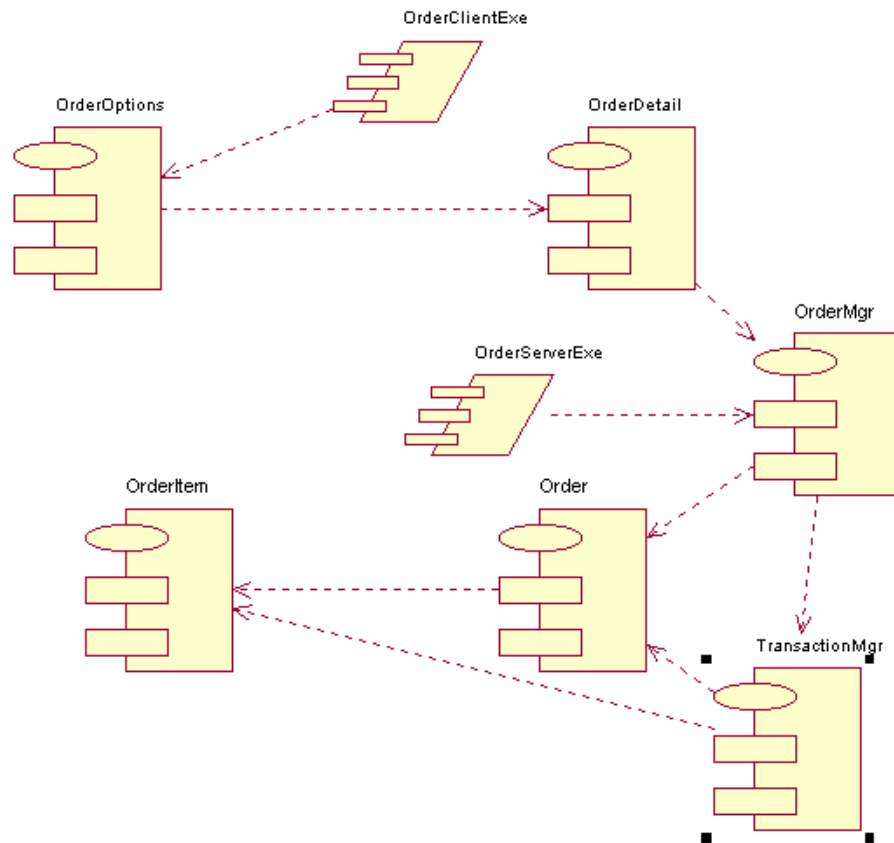 OrderClientExe
OrderOptions
OrderDetail
OrderMgr
OrderServerExe
OrderItem
Order
TransactionMgr